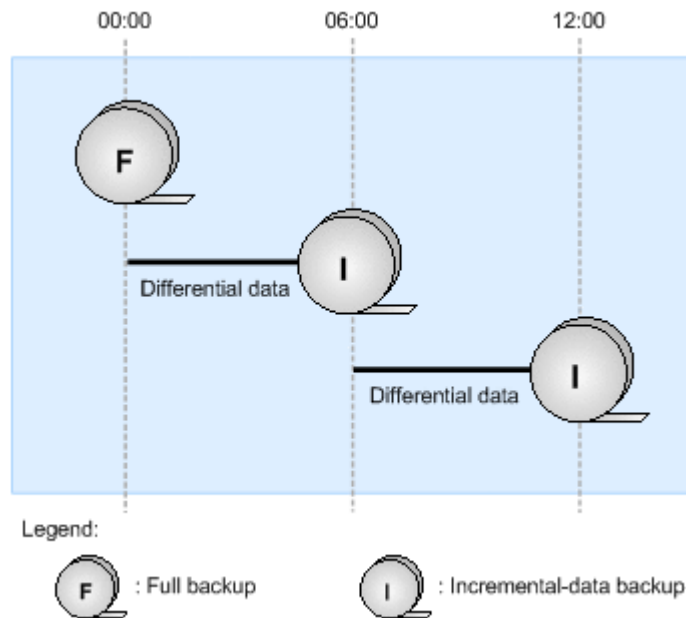 00:00 06:00 12:00
F
I
Differential data
I
Differential data
Legend:
F : Full backup I : Incremental-data backup